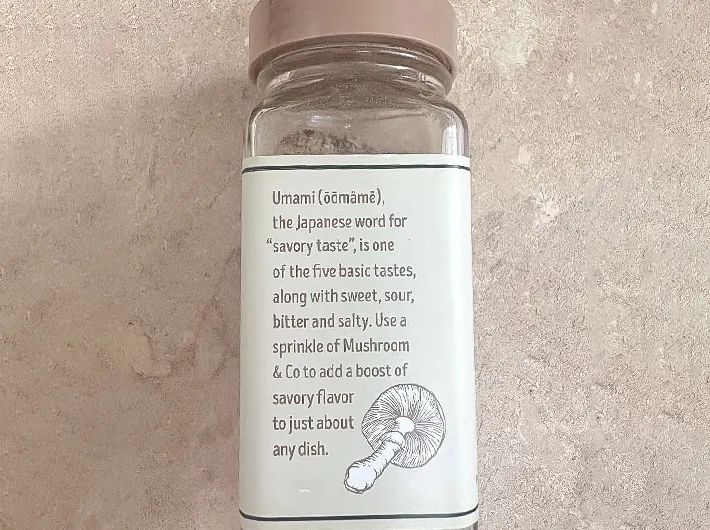 Umami (ōōmämē),
the Japanese word for
“savory taste”, is one
of the five basic tastes,
along with sweet, sour,
bitter and salty. Use a
sprinkle of Mushroom
& Co to add a boost of
savory flavor
to just about
any dish.